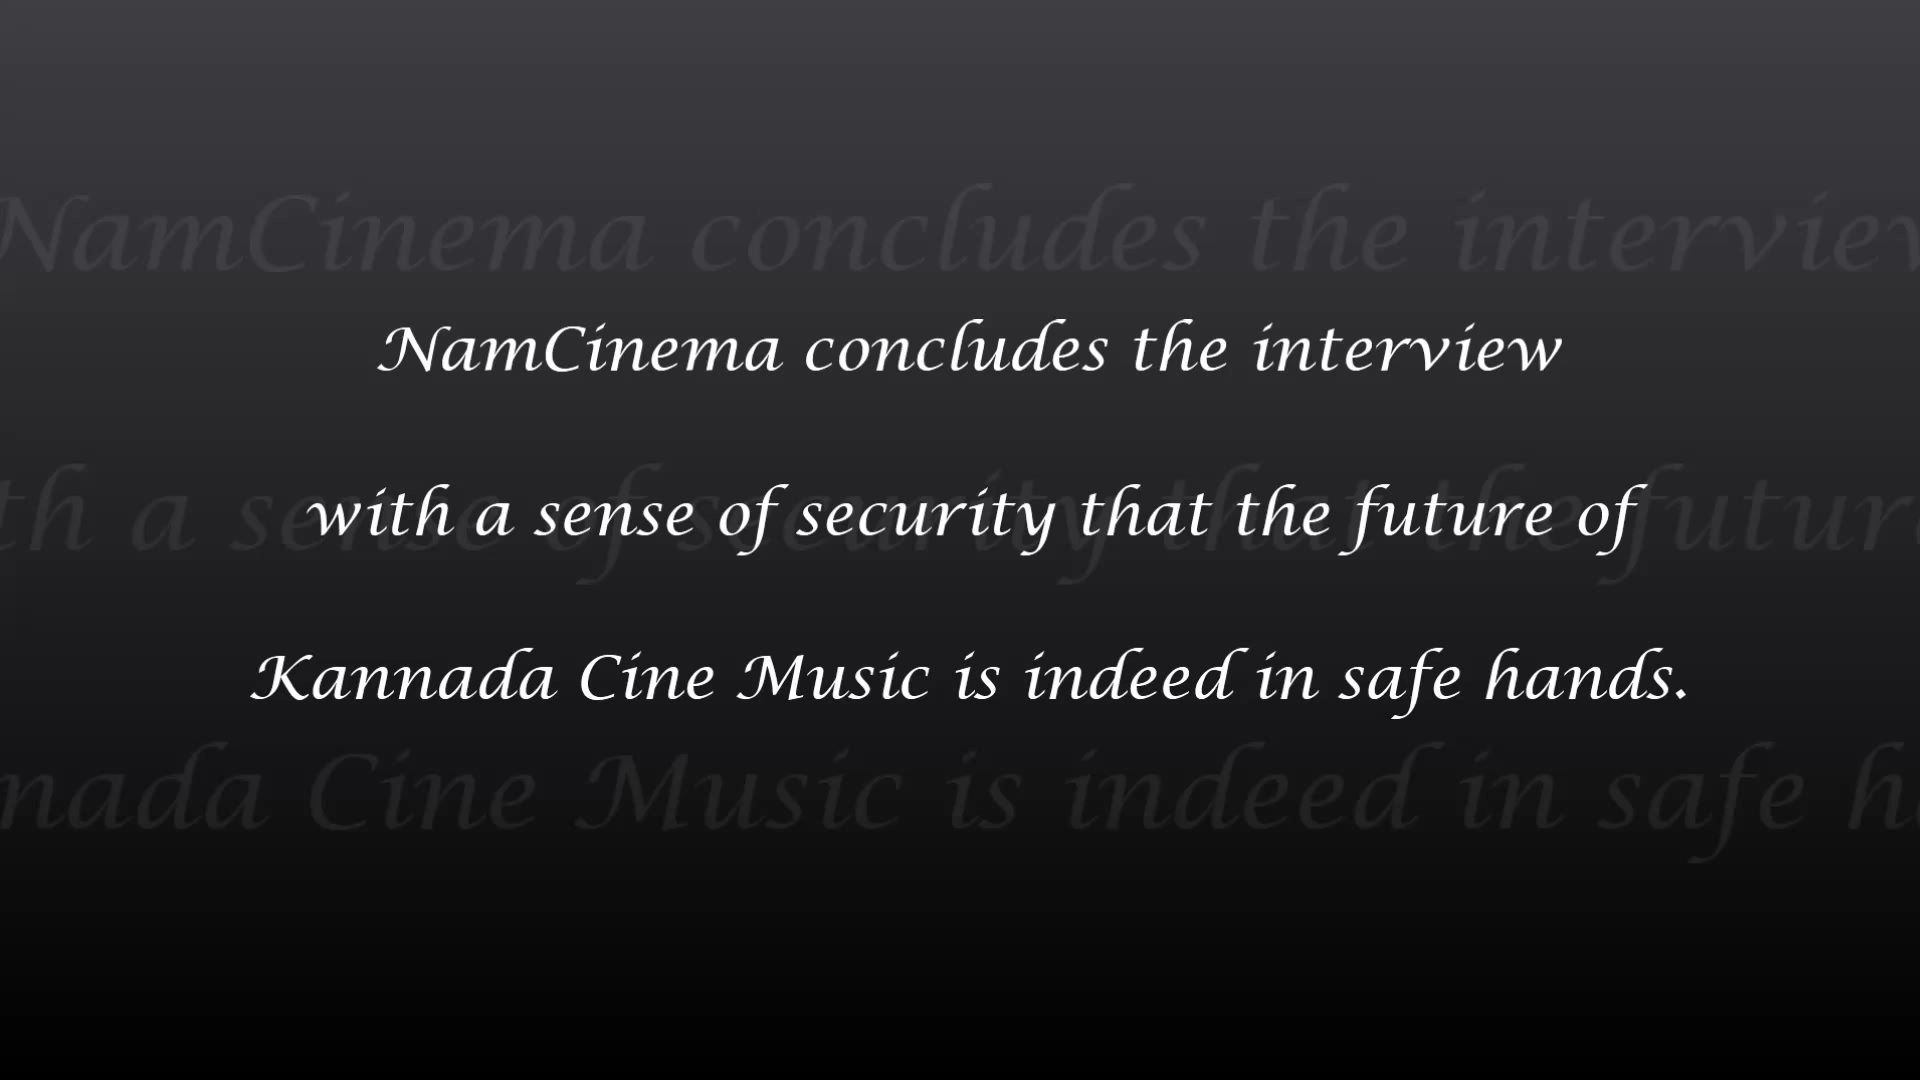 NamCinema concludes the interview
with a sense of security that the future of
Kannada Cine Music is indeed in safe hands.